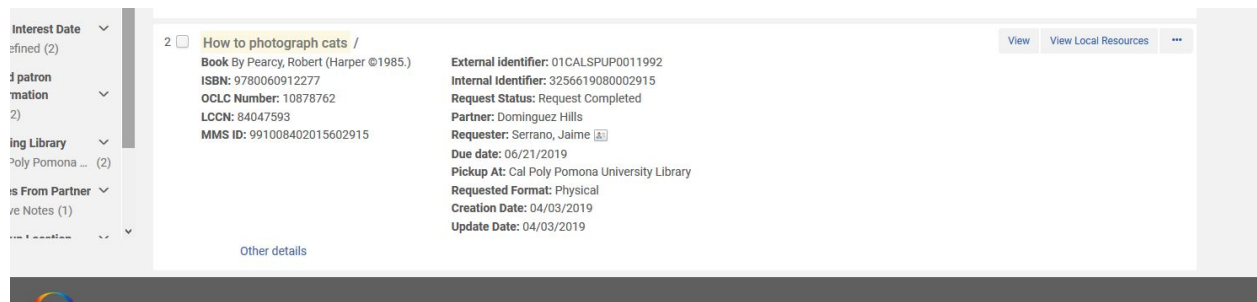 Interest Date
efined (2)
d patron
rmation
2)
ing Library
Poly Pomona ... (2)
es From Partner
ve Notes (1)
2 How to photograph cats /
Book By Pearcy, Robert (Harper ©1985.)
ISBN: 9780060912277
OCLC Number: 10878762
LCCN: 84047593
MMS ID: 991008402015602915
External identifier: 01CALSPUP0011992
Internal Identifier: 3256619080002915
Request Status: Request Completed
Partner: Dominguez Hills
Requester: Serrano, Jaime
Due date: 06/21/2019
Pickup At: Cal Poly Pomona University Library
Requested Format: Physical
Creation Date: 04/03/2019
Update Date: 04/03/2019
Other details
View View Local Resources ...